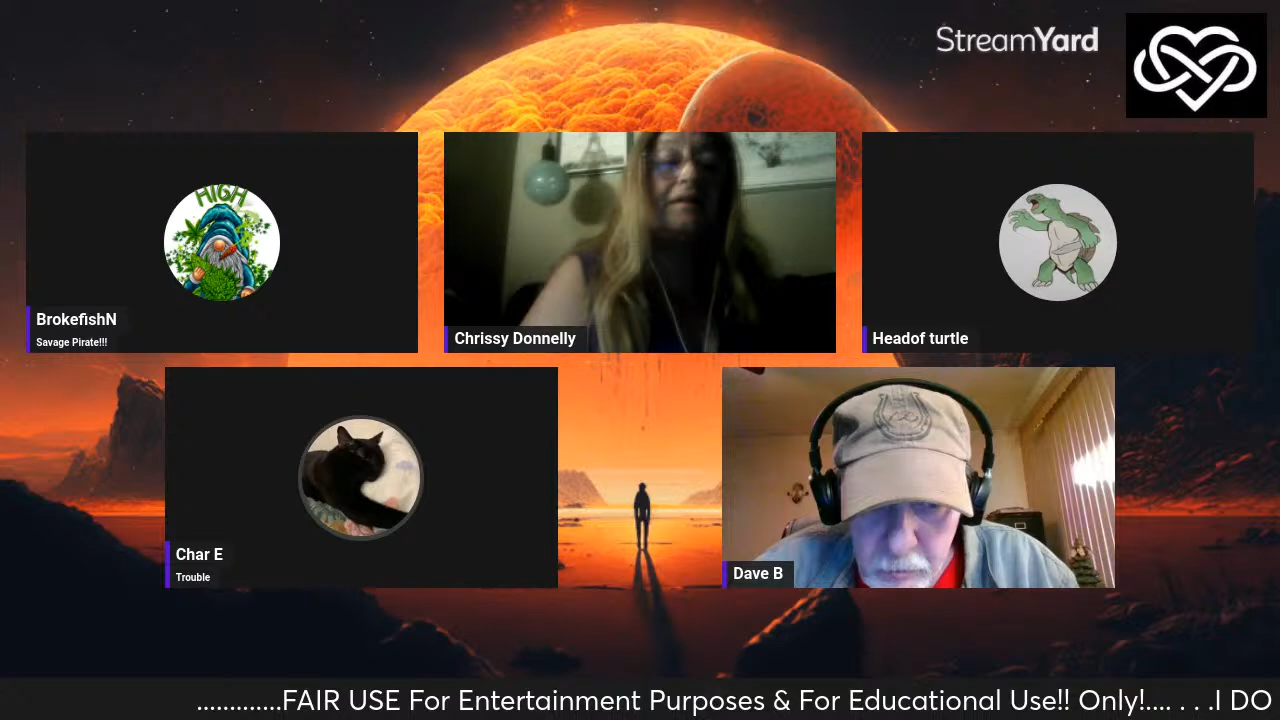 StreamYard
HIGH
BrokefishN
Savage Pirate!!!
Chrissy Donnelly
Headof turtle
Char E
Trouble
Dave B
.............FAIR USE For Entertainment Purposes & For Educational Use!! Only!.... . . .I DO